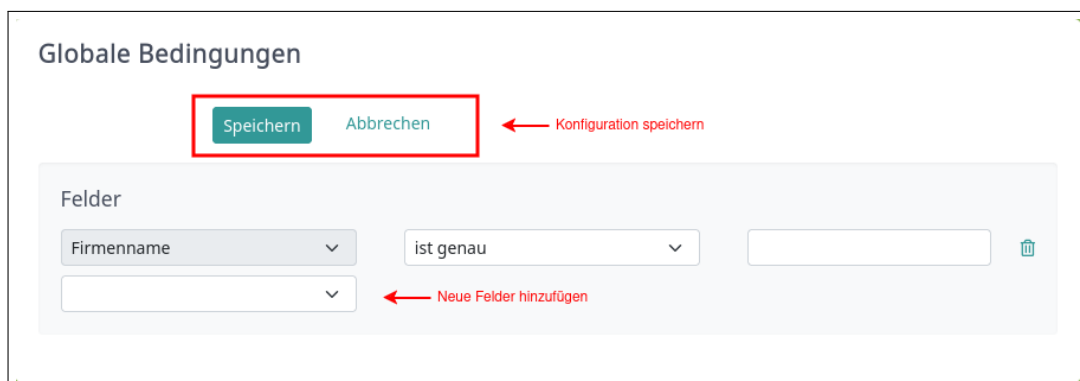 Globale Bedingungen
Speichern Abbrechen Konfiguration speichern
Felder
Firmenname ist genau
Neue Felder hinzufügen